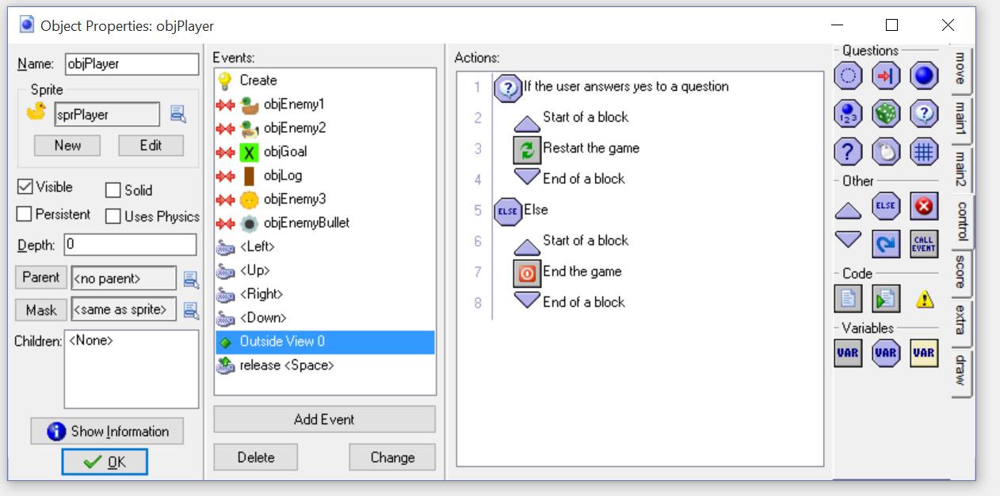 Object Properties: objPlayer
Name: objPlayer
Sprite
sprPlayer
New Edit
Visible Solid
Persistent Uses Physics
Depth: 0
Parent <no parent>
Mask <same as sprite>
Children: <None>
Show Information
OK
Events:
Create
objEnemy1
objEnemy2
X objGoal
objLog
objEnemy3
objEnemyBullet
<Left>
<Up>
<Right>
<Down>
Outside View 0
release <Space>
Add Event
Delete Change
Actions:
1 ? If the user answers yes to a question
2 Start of a block
3 Restart the game
4 End of a block
5 ELSE Else
6 Start of a block
7 End the game
8 End of a block
Questions
123 ?
?
Other
ELSE
CALL EVENT
Code
Variables
VAR VAR VAR
move
main1
main2
control
score
extra
draw